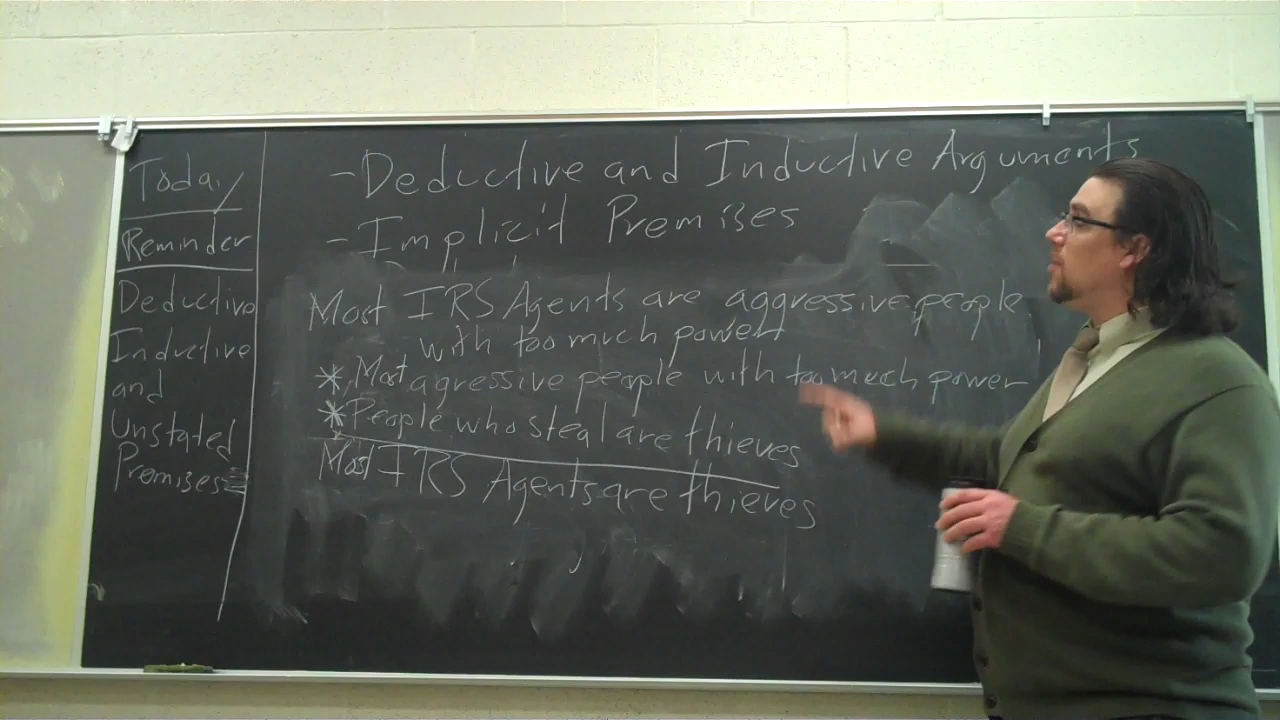 Today
Reminder
Deductive
Inductive
and
Unstated
Premises
- Deductive and Inductive Arguments
- Implicit Premises
Most IRS Agents are aggressive people
with too much power
* Most agressive people with too much power
* People who steal are thieves
Most IRS Agents are thieves